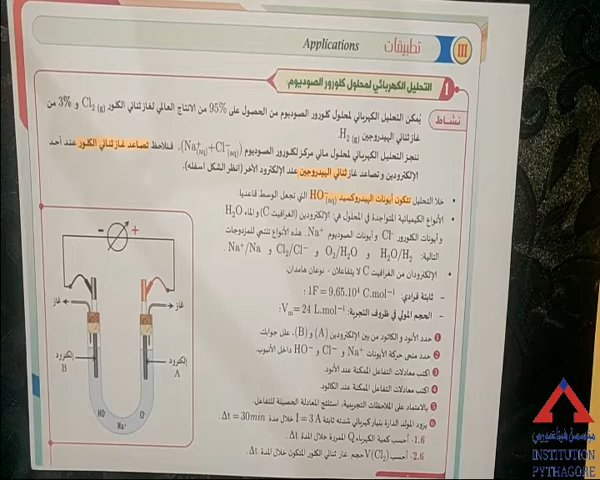 III تطبيقات Applications
1 التحليل الكهربائي لمحلول كلورور الصوديوم.
نشاط
يُمكن التحليل الكهربائي لمحلول كلورور الصوديوم من الحصول على 95% من الانتاج العالمي لغاز ثنائي الكلور Cl₂ (g) و 3% من
غاز ثنائي الهيدروجين H₂ (g)
ننجز التحليل الكهربائي لمحلول مائي مركز لكلورور الصوديوم (Na⁺(aq)+Cl⁻(aq)). فنلاحظ تصاعد غاز ثنائي الكلور عند أحد
الإلكترودين و تصاعد غاز ثنائي الهيدروجين عند الإلكترود الآخر (انظر الشكل أسفله).
• خلال التحليل تتكون أيونات الهيدروكسيد HO⁻(aq) التي تجعل الوسط قاعديا.
• الأنواع الكيميائية المتواجدة في المحلول هي: الإلكترودين (الغرافيت C) و الماء H₂O
و أيونات الكلورور Cl⁻ و أيونات الصوديوم Na⁺. هذه الأنواع تنتمي للمزدوجات
التالية: H₂O/H₂ و O₂/H₂O و Cl₂/Cl⁻ و Na⁺/Na.
• الإلكترودان من الغرافيت C لا يتفاعلان - نوعان هامدان.
– ثابتة فرادي: 1F = 9,65.10⁴ C.mol⁻¹
– الحجم المولي في ظروف التجربة: Vm = 24 L.mol⁻¹
1 حدد الأنود و الكاثود من بين الإلكترودين (A) و (B). علل جوابك.
2 حدد منحى حركة الأيونات Na⁺ و Cl⁻ و HO⁻ داخل الأنبوب.
3 اكتب معادلات التفاعل الممكنة عند الأنود.
4 اكتب معادلات التفاعل الممكنة عند الكاثود.
5 بالاعتماد على الملاحظات التجريبية، استنتج المعادلة الحصيلة للتفاعل.
6 يزود المولد الدارة بتيار كهربائي شدته ثابتة I = 3 A خلال مدة Δt = 30min.
1.6- أحسب كمية الكهرباء Q الممررة خلال المدة Δt.
2.6- أحسب V(Cl₂) حجم غاز ثنائي الكلور المتكون خلال المدة Δt.
- +
غاز
غاز
إلكترود
B
إلكترود
A
HO⁻
Na⁺
INSTITUTION
PYTHAGORE